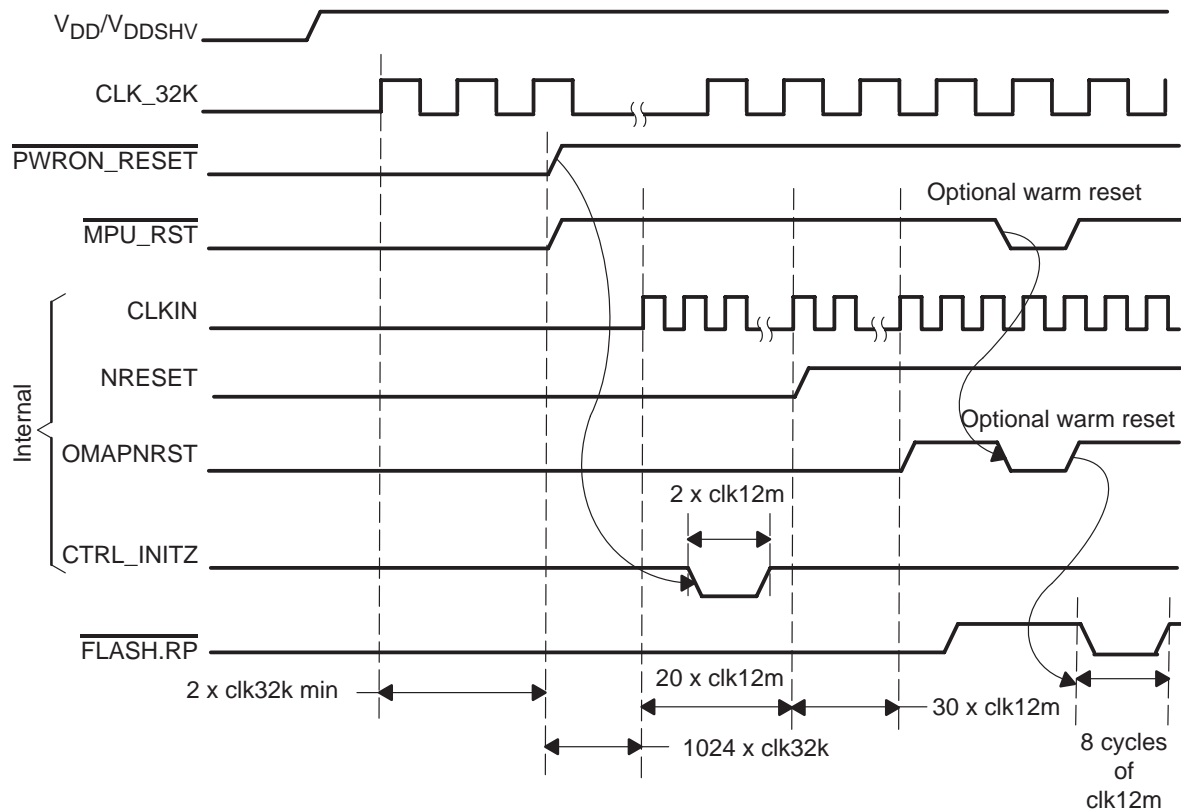 VDD/VDDSHV
CLK_32K
PWRON_RESET
Optional warm reset
MPU_RST
CLKIN
NRESET
Internal
Optional warm reset
OMAPNRST
2 x clk12m
CTRL_INITZ
FLASH.RP
2 x clk32k min
20 x clk12m
30 x clk12m
1024 x clk32k
8 cycles
of
clk12m